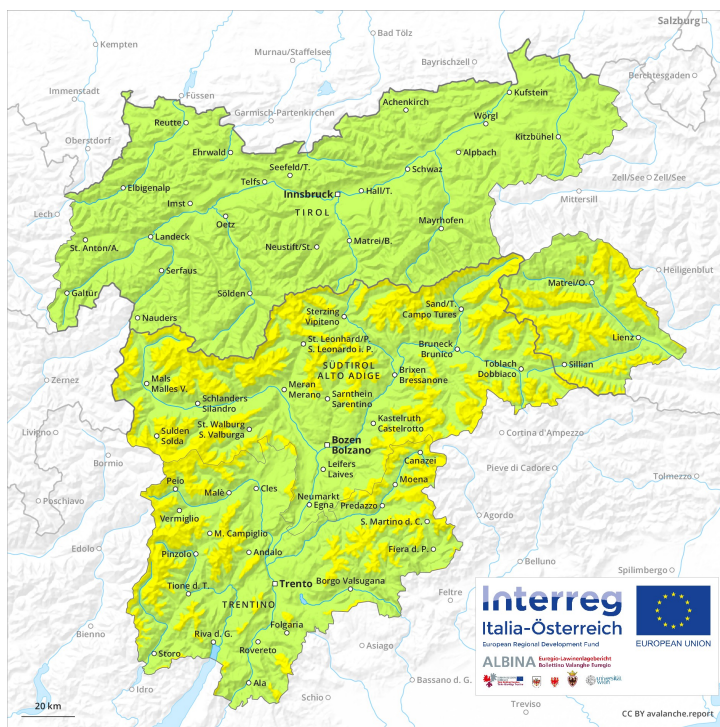 Salzburg
Bad Tölz
Kempten
Murnau/Staffelsee
Bayrischzell
Berchtesgaden
Immenstadt
Füssen
Kufstein
Garmisch-Partenkirchen
Achenkirch
Wörgl
Reutte
Kitzbühel
Oberstdorf
Ehrwald
Alpbach
Seefeld/T.
Schwaz
Telfs
Zell/See
Zell/See
Elbigenalp
Innsbruck
Hall/T.
Mittersill
Imst
TIROL
Lech
Oetz
Mayrhofen
Landeck
Neustift/St.
Matrei/B.
St. Anton/A.
Serfaus
Heiligenblut
Galtür
Sölden
Matrei/O.
Nauders
Sterzing
Vipiteno
Sand/T.
Campo Tures
St. Leonhard/P.
S. Leonardo i. P.
Lienz
Bruneck
Brunico
Zernez
Mals
Malles V.
SÜDTIROL
ALTO ADIGE
Brixen
Bressanone
Toblach
Dobbiaco
Sillian
Meran
Merano
Schlanders
Silandro
Sarnthein
Sarentino
St. Walburg
S. Valburga
Kastelruth
Castelrotto
Livigno
Sulden
Solda
Bozen
Bolzano
Cortina d'Ampezzo
Bormio
Canazei
Leifers
Laives
Pieve di Cadore
Tolmezzo
Peio
Malè
Cles
Moena
Poschiavo
Neumarkt
Egna
Predazzo
Vermiglio
Agordo
S. Martino d. C.
M. Campiglio
Edolo
Pinzolo
Andalo
Fiera d. P.
Belluno
Spilimbergo
Tione d. T.
Trento
Borgo Valsugana
Feltre
TRENTINO
Bienno
Riva d. G.
Folgaria
Storo
Rovereto
Asiago
Idro
Ala
Schio
Bassano d. G.
Treviso
Interreg
Italia-Österreich
European Regional Development Fund
EUROPEAN UNION
ALBINA
Euregio-Lawinenlagebericht
Bollettino Valanghe Euregio
universität
wien
20 km
CC BY avalanche.report